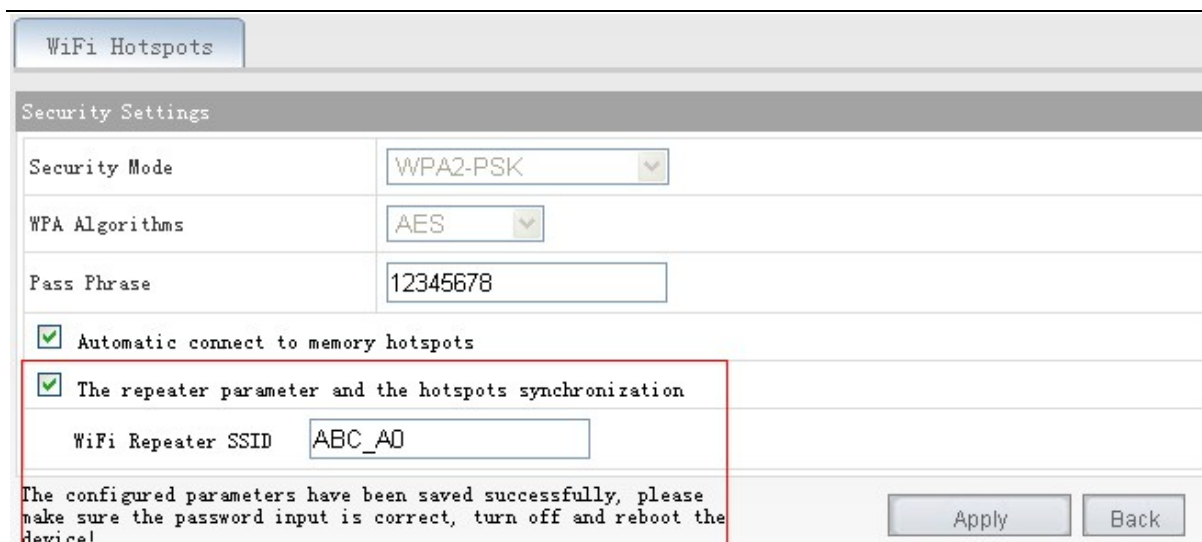 WiFi Hotspots
Security Settings
Security Mode WPA2-PSK
WPA Algorithms AES
Pass Phrase 12345678
Automatic connect to memory hotspots
The repeater parameter and the hotspots synchronization
WiFi Repeater SSID ABC_A0
The configured parameters have been saved successfully, please
make sure the password input is correct, turn off and reboot the
device!
Apply Back